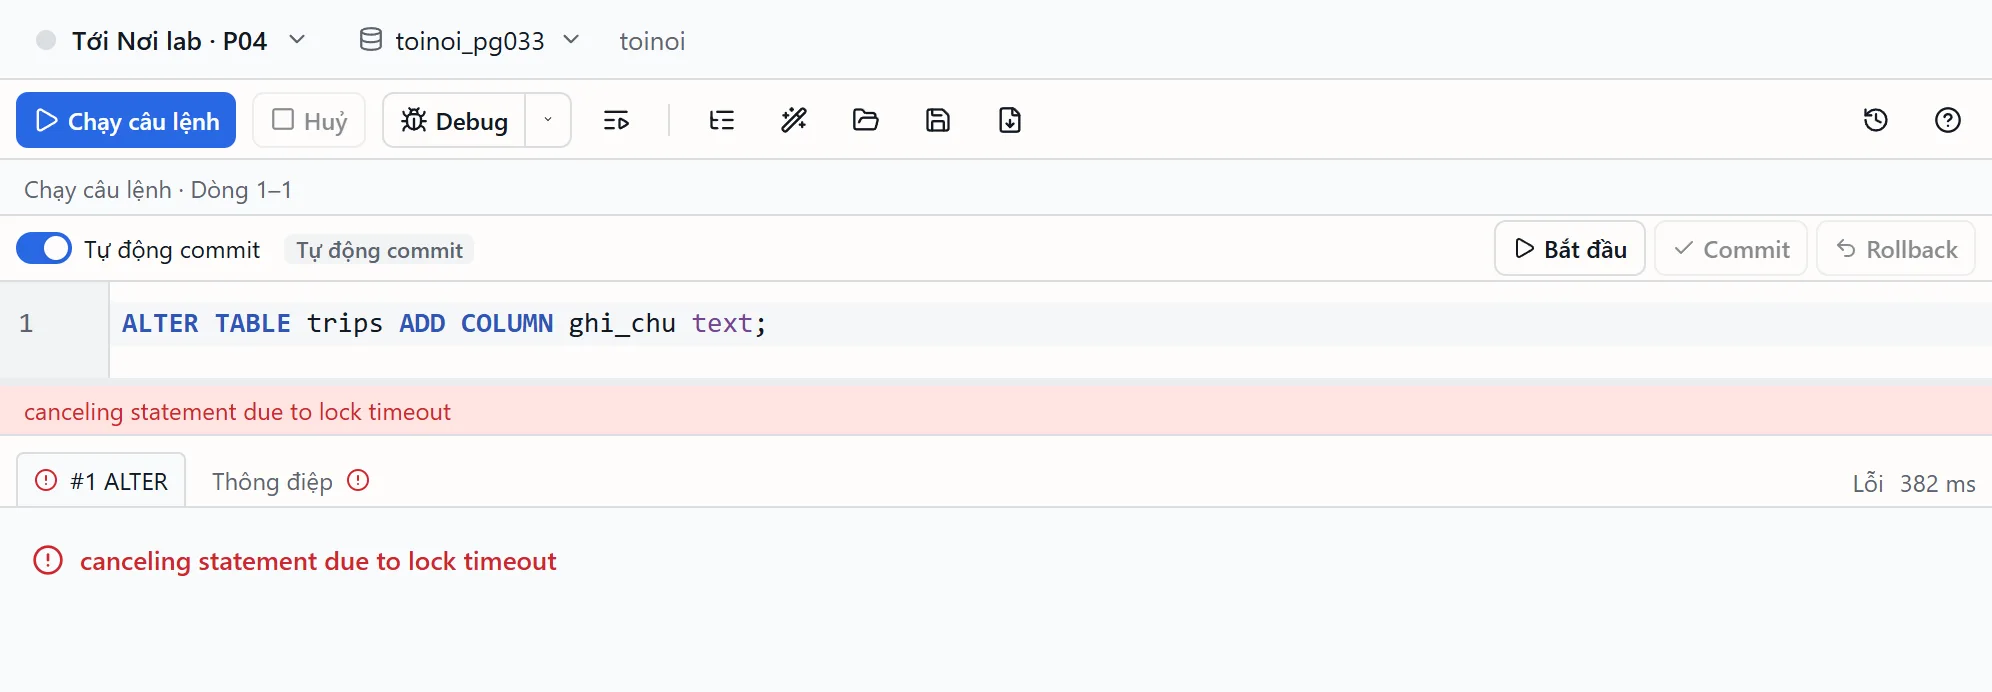 Tới Nơi lab · P04 toinoi_pg033 toinoi
Chạy câu lệnh Huỷ Debug
Chạy câu lệnh · Dòng 1–1
Tự động commit Tự động commit Bắt đầu Commit Rollback
1 ALTER TABLE trips ADD COLUMN ghi_chu text;
canceling statement due to lock timeout
#1 ALTER Thông điệp Lỗi 382 ms
canceling statement due to lock timeout